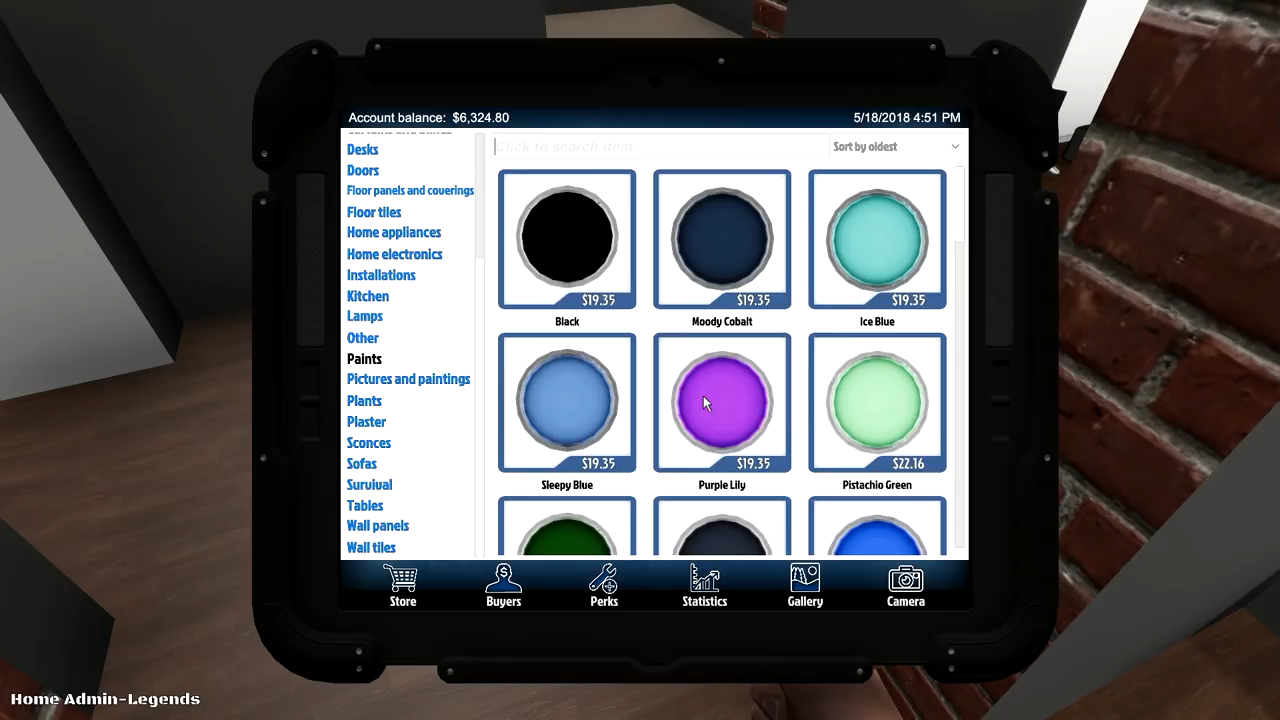 Account balance: $6,324.80
5/18/2018 4:51 PM
Click to search item...
Sort by oldest
Desks
Doors
Floor panels and coverings
Floor tiles
Home appliances
Home electronics
Installations
Kitchen
Lamps
Other
Paints
Pictures and paintings
Plants
Plaster
Sconces
Sofas
Survival
Tables
Wall panels
Wall tiles
$19.35
$19.35
$19.35
Black
Moody Cobalt
Ice Blue
$19.35
$19.35
$22.16
Sleepy Blue
Purple Lily
Pistachio Green
Store
Buyers
Perks
Statistics
Gallery
Camera
Home Admin-Legends